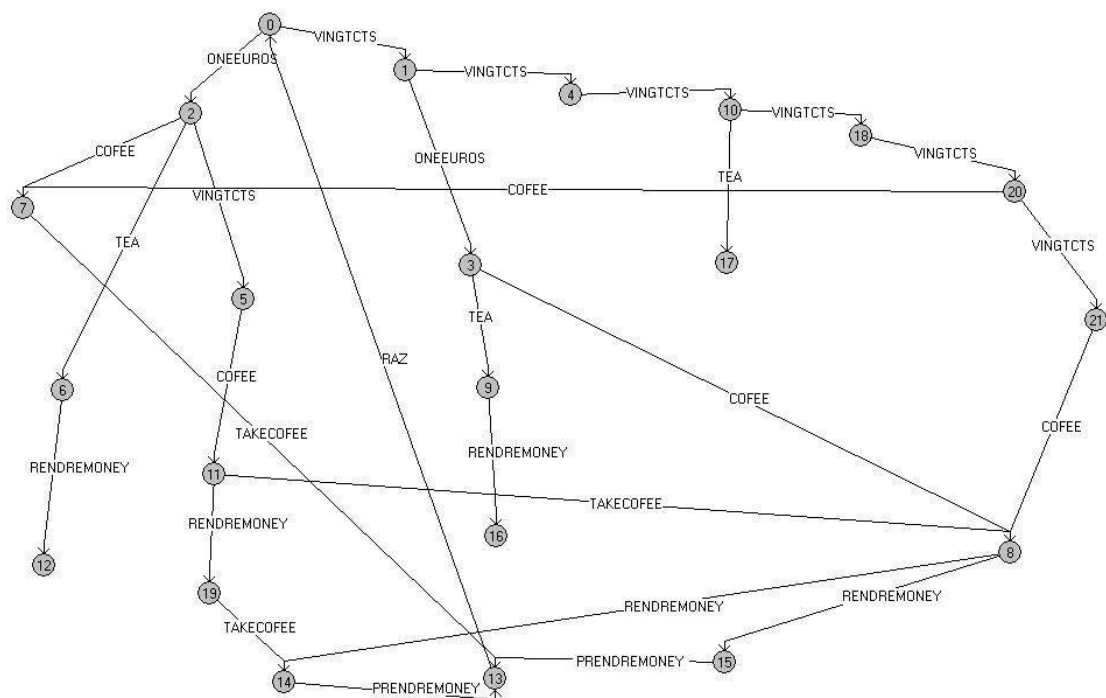 0
VINGTCTS
ONEEUROS
1
VINGTCTS
4
VINGTCTS
10
VINGTCTS
18
2
COFEE
ONEEUROS
VINGTCTS
TEA
VINGTCTS
COFEE
20
7
TEA
VINGTCTS
3
17
5
TEA
21
RAZ
COFEE
9
6
COFEE
COFEE
TAKECOFEE
RENDREMONEY
RENDREMONEY
11
TAKECOFEE
RENDREMONEY
16
8
12
19
RENDREMONEY
RENDREMONEY
TAKECOFEE
PRENDREMONEY
15
14
PRENDREMONEY
13